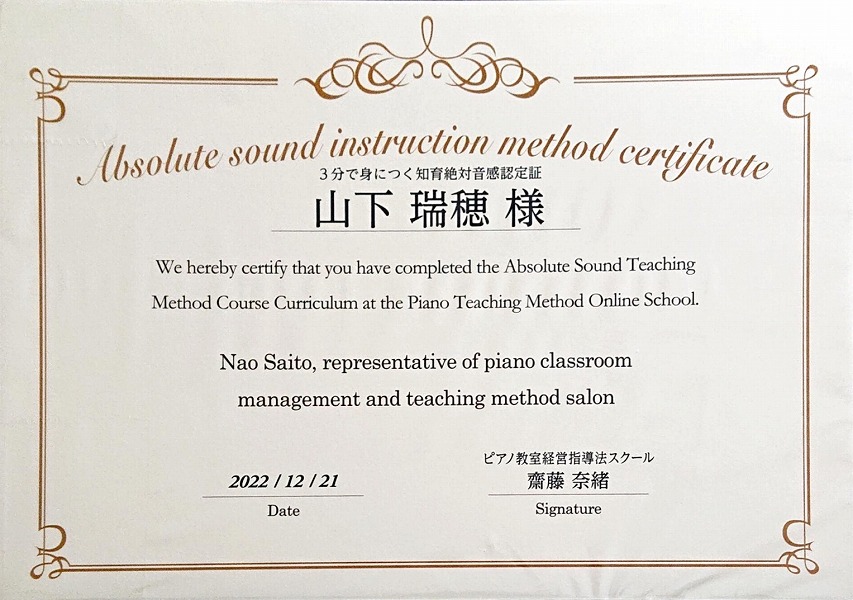 Absolute sound instruction method certificate
3分で身につく知育絶対音感認定証
山下 瑞穂 様
We hereby certify that you have completed the Absolute Sound Teaching
Method Course Curriculum at the Piano Teaching Method Online School.
Nao Saito, representative of piano classroom
management and teaching method salon
ピアノ教室経営指導法スクール
2022 / 12 / 21
齋藤 奈緒
Date
Signature